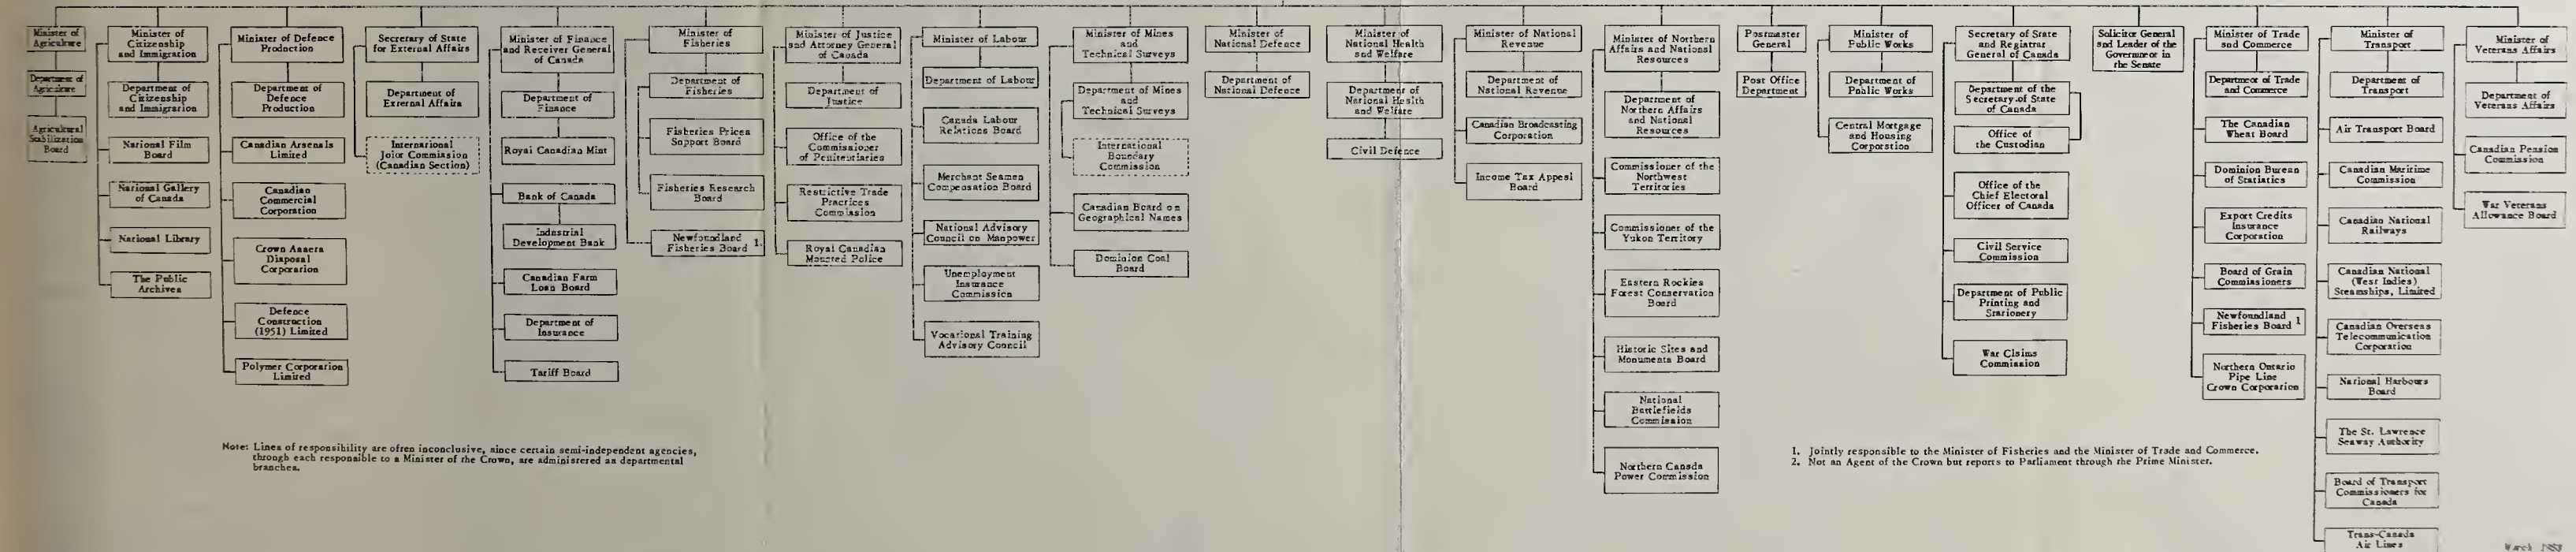 Minister of
Agriculture
Department of
Agriculture
Agricultural
Stabilization
Board
Minister of
Citizenship
and Immigration
Department of
Citizenship
and Immigration
National Film
Board
National Gallery
of Canada
National Library
The Public
Archives
Minister of Defence
Production
Department of
Defence
Production
Canadian Arsenals
Limited
Canadian
Commercial
Corporation
Crown Assets
Disposal
Corporation
Defence
Construction
(1951) Limited
Polymer Corporation
Limited
Secretary of State
for External Affairs
Department of
External Affairs
International
Joint Commission
(Canadian Section)
Minister of Finance
and Receiver General
of Canada
Department of
Finance
Royal Canadian Mint
Bank of Canada
Industrial
Development Bank
Canadian Farm
Loan Board
Department of
Insurance
Tariff Board
Minister of
Fisheries
Department of
Fisheries
Fisheries Prices
Support Board
Fisheries Research
Board
Newfoundland
Fisheries Board 1.
Minister of Justice
and Attorney General
of Canada
Department of
Justice
Office of the
Commissioner
of Penitentiaries
Restrictive Trade
Practices
Commission
Royal Canadian
Mounted Police
Minister of Labour
Department of Labour
Canada Labour
Relations Board
Merchant Seamen
Compensation Board
National Advisory
Council on Manpower
Unemployment
Insurance
Commission
Vocational Training
Advisory Council
Minister of Mines
and
Technical Surveys
Department of Mines
and
Technical Surveys
International
Boundary
Commission
Canadian Board on
Geographical Names
Dominion Coal
Board
Minister of
National Defence
Department of
National Defence
Minister of
National Health
and Welfare
Department of
National Health
and Welfare
Civil Defence
Minister of National
Revenue
Department of
National Revenue
Canadian Broadcasting
Corporation
Income Tax Appeal
Board
Minister of Northern
Affairs and National
Resources
Department of
Northern Affairs
and National
Resources
Commissioner of the
Northwest
Territories
Commissioner of the
Yukon Territory
Eastern Rockies
Forest Conservation
Board
Historic Sites and
Monuments Board
National
Battlefields
Commission
Northern Canada
Power Commission
Postmaster
General
Post Office
Department
Minister of
Public Works
Department of
Public Works
Central Mortgage
and Housing
Corporation
Secretary of State
and Registrar
General of Canada
Department of the
Secretary of State
of Canada
Office of
the Custodian
Office of the
Chief Electoral
Officer of Canada
Civil Service
Commission
Department of Public
Printing and
Stationery
War Claims
Commission
Solicitor General
and Leader of the
Government in
the Senate
Minister of Trade
and Commerce
Department of Trade
and Commerce
The Canadian
Wheat Board
Dominion Bureau
of Statistics
Export Credits
Insurance
Corporation
Board of Grain
Commissioners
Newfoundland
Fisheries Board 1
Northern Ontario
Pipe Line
Crown Corporation
Minister of
Transport
Department of
Transport
Air Transport Board
Canadian Maritime
Commission
Canadian National
Railways
Canadian National
(West Indies)
Steamships, Limited
Canadian Overseas
Telecommunication
Corporation
National Harbours
Board
The St. Lawrence
Seaway Authority
Board of Transport
Commissioners for
Canada
Trans-Canada
Air Lines
Minister of
Veterans Affairs
Department of
Veterans Affairs
Canadian Pension
Commission
War Veterans
Allowance Board
Note: Lines of responsibility are often inconclusive, since certain semi-independent agencies,
through each responsible to a Minister of the Crown, are administered as departmental
branches.
1. Jointly responsible to the Minister of Fisheries and the Minister of Trade and Commerce.
2. Not an Agent of the Crown but reports to Parliament through the Prime Minister.
March